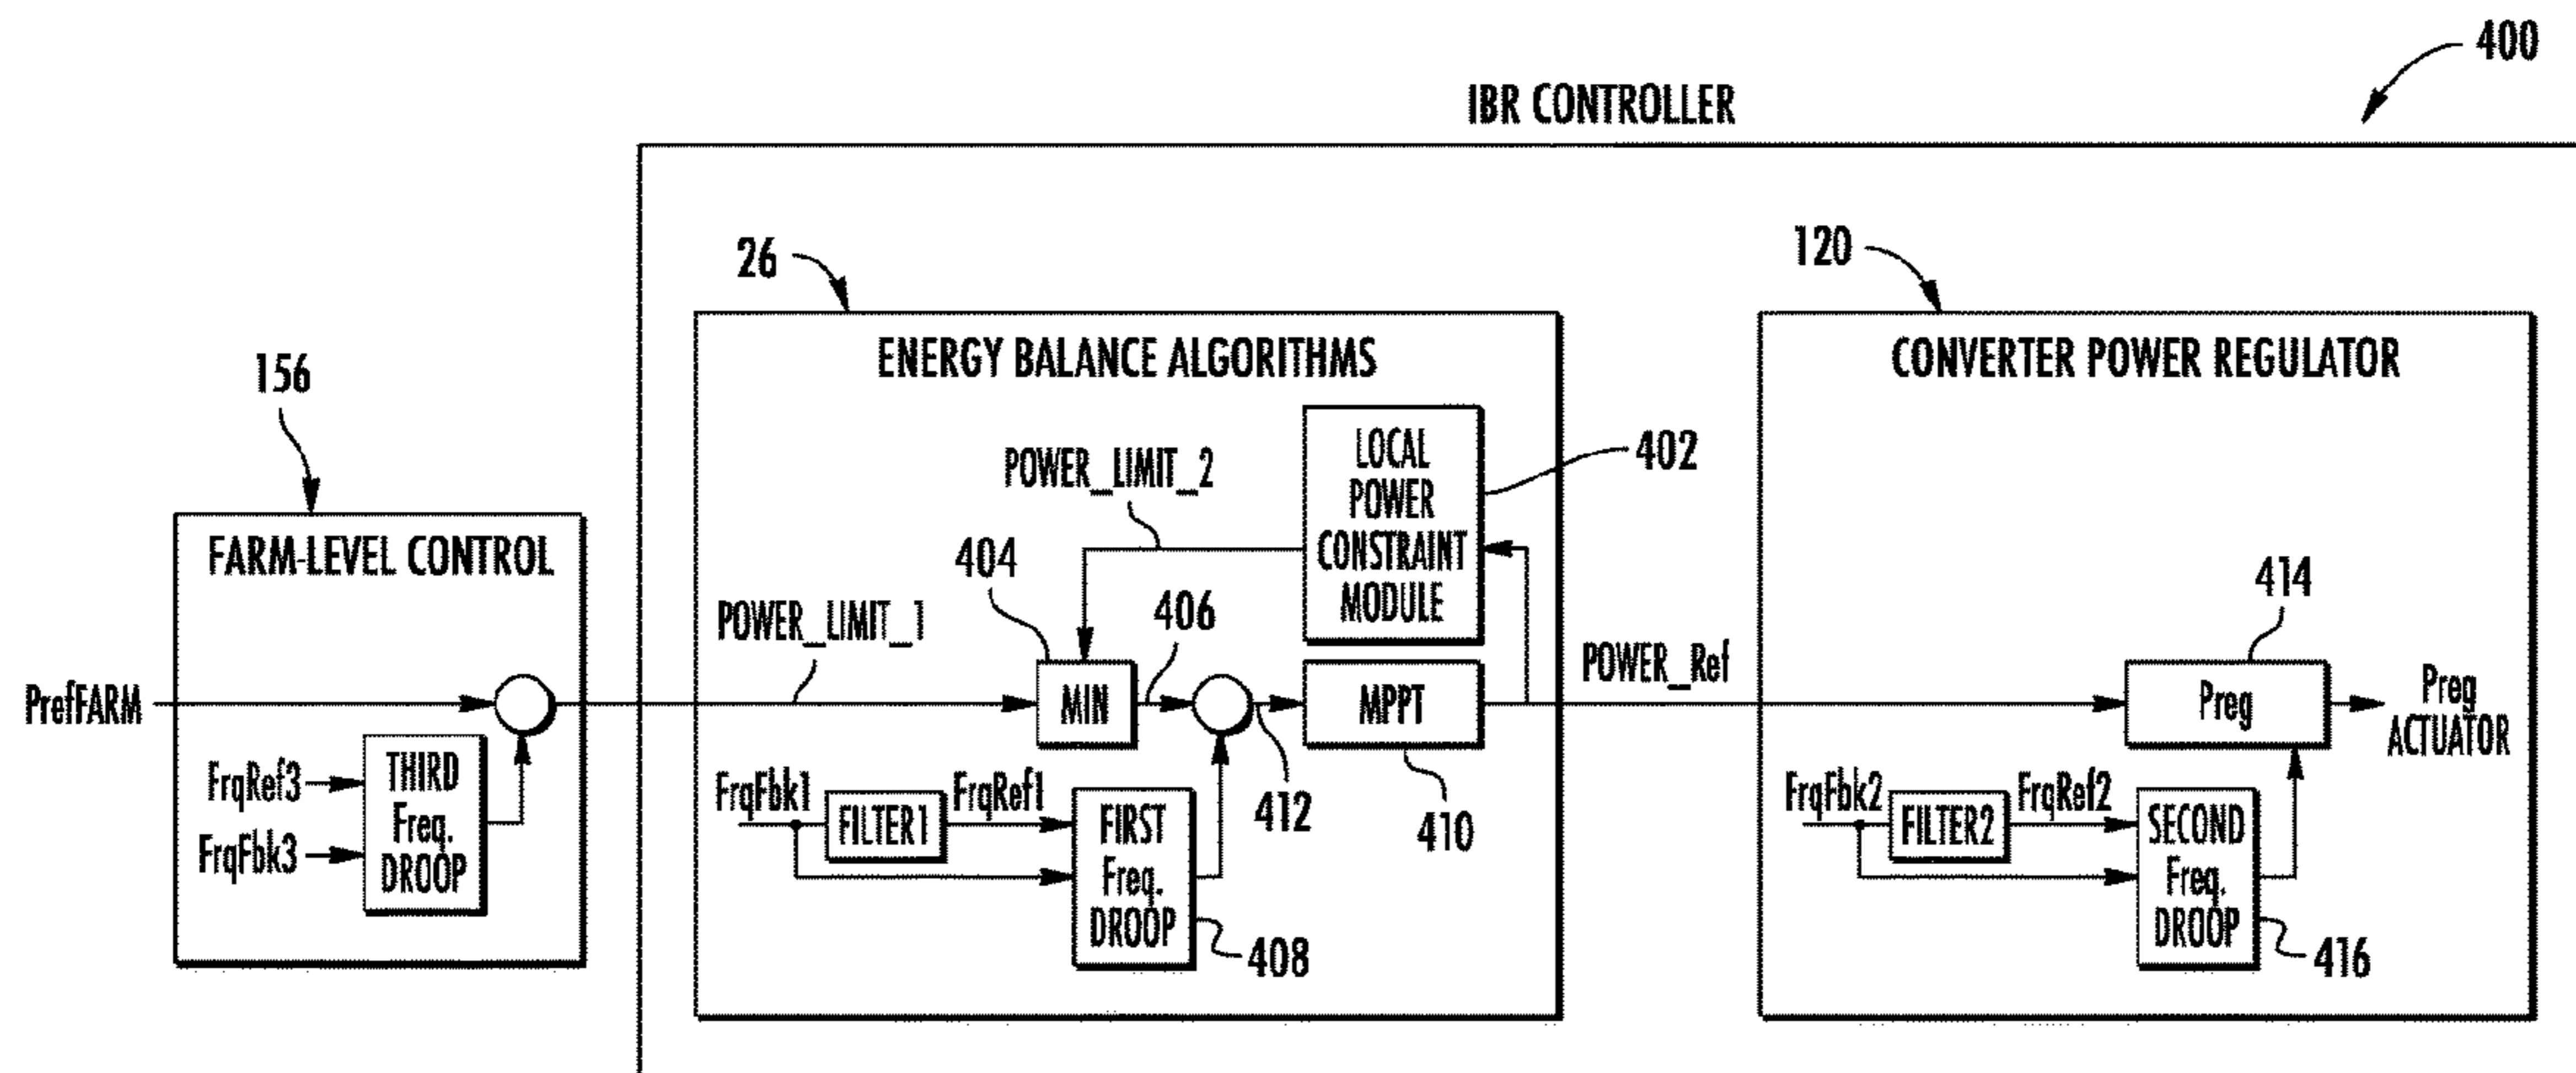 400
IBR CONTROLLER
26
120
ENERGY BALANCE ALGORITHMS
CONVERTER POWER REGULATOR
156
LOCAL
POWER
CONSTRAINT
MODULE
402
POWER_LIMIT_2
FARM-LEVEL CONTROL
404
406
POWER_LIMIT_1
414
POWER_Ref
PrefFARM
MIN
MPPT
Preg
Preg
ACTUATOR
FrqRef3
FrqFbk3
THIRD
Freq.
DROOP
FrqFbk1
FILTER1
FrqRef1
FIRST
Freq.
DROOP
412
410
408
FrqFbk2
FILTER2
FrqRef2
SECOND
Freq.
DROOP
416